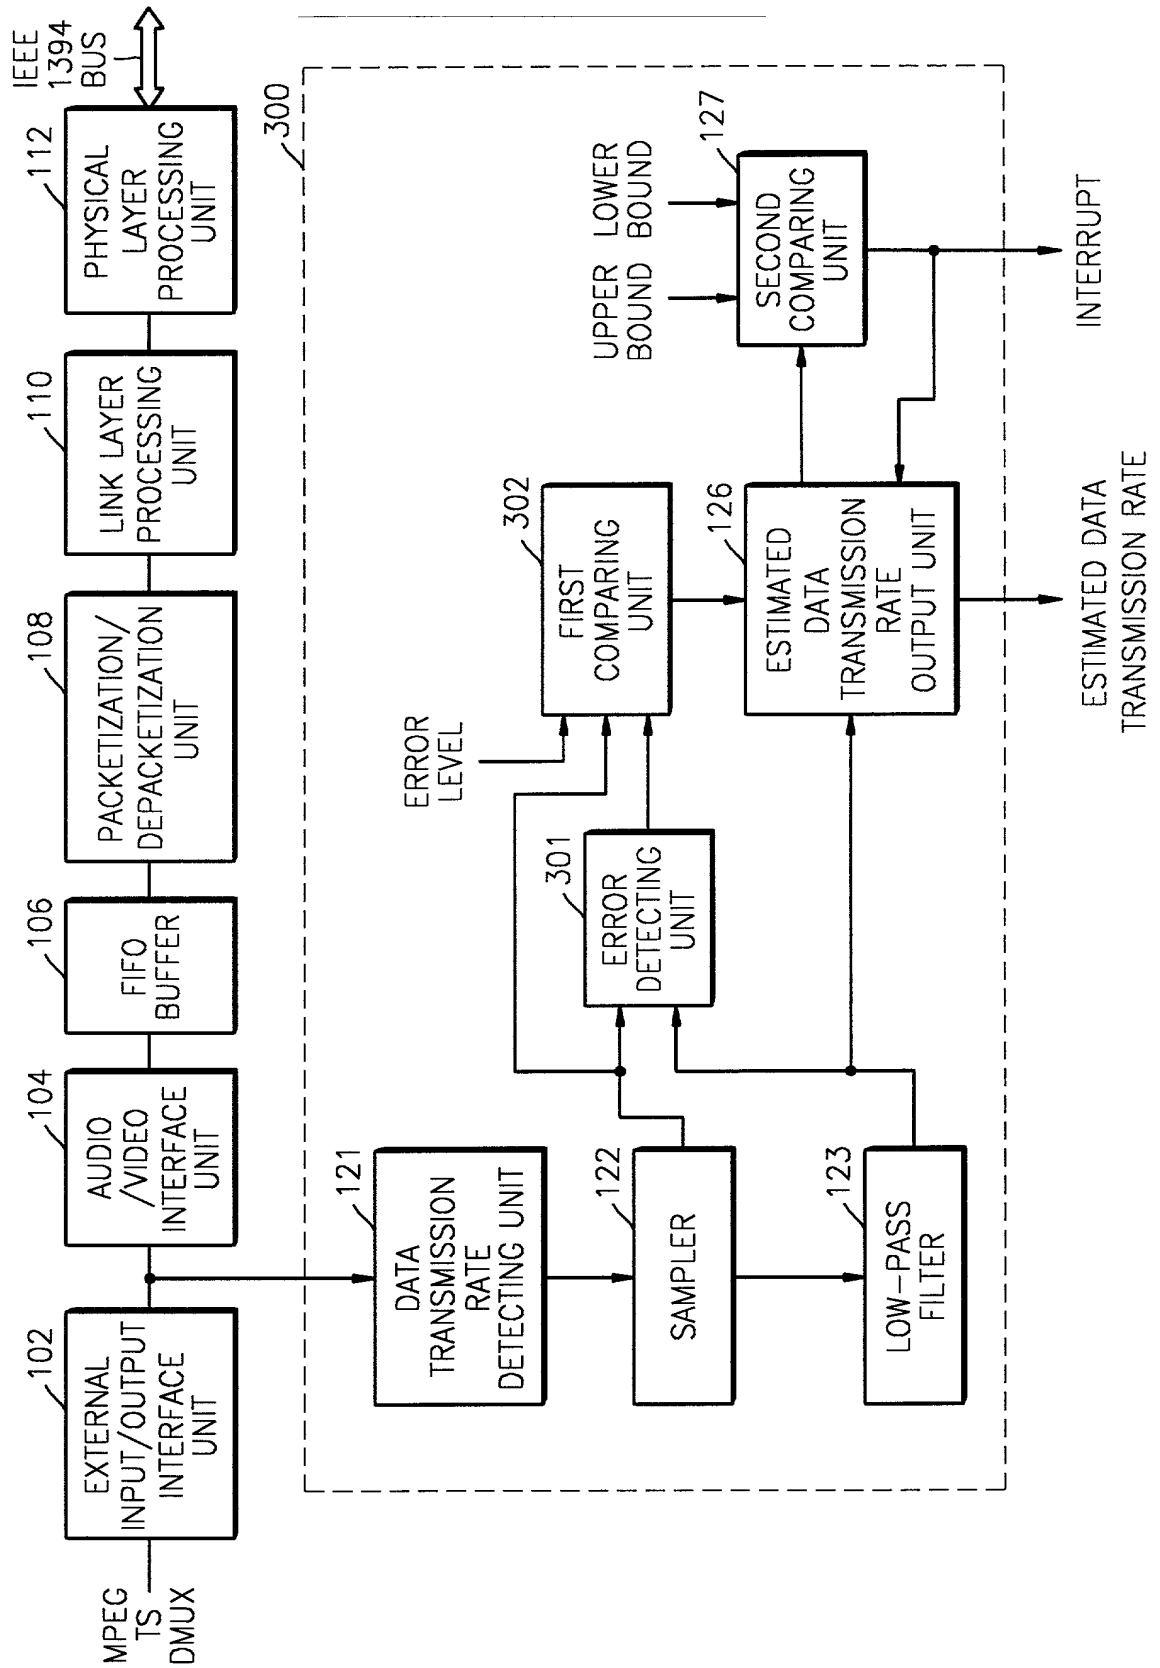 MPEG
TS
DMUX
102
EXTERNAL
INPUT/OUTPUT
INTERFACE
UNIT
104
AUDIO
/VIDEO
INTERFACE
UNIT
106
FIFO
BUFFER
108
PACKETIZATION/
DEPACKETIZATION
UNIT
110
LINK LAYER
PROCESSING
UNIT
112
PHYSICAL
LAYER
PROCESSING
UNIT
IEEE
1394
BUS
300
121
DATA
TRANSMISSION
RATE
DETECTING UNIT
122
SAMPLER
123
LOW-PASS
FILTER
301
ERROR
DETECTING
UNIT
ERROR
LEVEL
302
FIRST
COMPARING
UNIT
126
ESTIMATED
DATA
TRANSMISSION
RATE
OUTPUT UNIT
UPPER
BOUND
LOWER
BOUND
127
SECOND
COMPARING
UNIT
ESTIMATED DATA
TRANSMISSION RATE
INTERRUPT